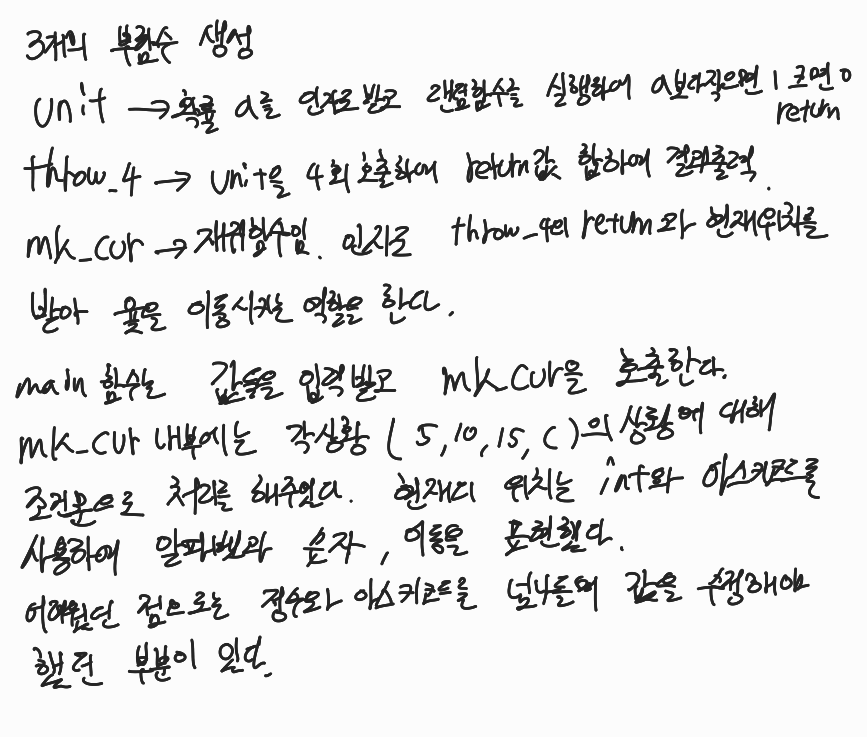 3개의 부함수 생성
unit → 확률 a를 인자로 받고 랜덤함수를 실행하여 a보다작으면 1 크면 0
return
throw_4 → unit을 4회 호출하여 return값 합하여 결과출력.
mk_cur → 재귀함수임. 인자로 throw_4의 return와 현재위치를
받아 윷을 이동시키는 역할을 한다.
main 함수는 값들을 입력받고 mk_cur을 호출한다.
mk_cur 내부에는 각상황 (5,10,15,C)의 상황에 대해
조건문으로 처리를 해주었다. 현재의 위치는 int와 아스키코드를
사용하여 알파벳과 숫자, 이동을 표현했다.
어려웠던 점으로는 정수와 아스키코드를 넘나들며 값을 수정해야
했던 부분이 있다.